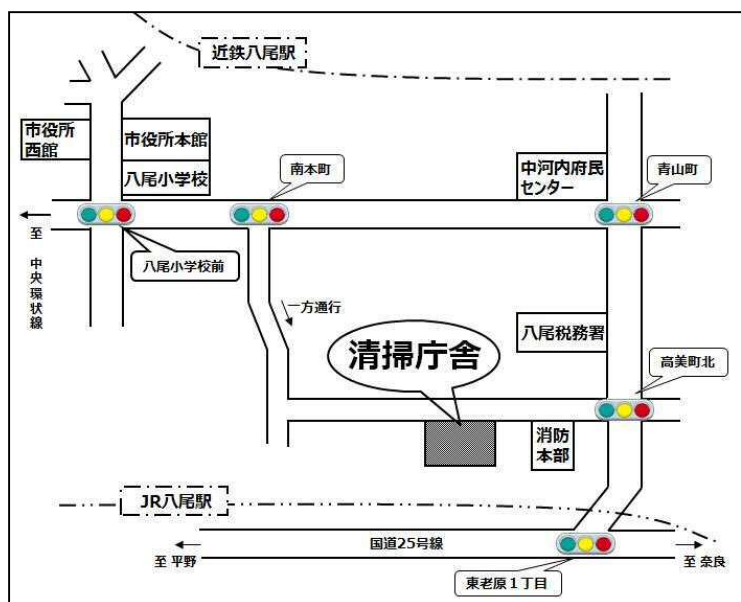 近鉄八尾駅
市役所
西館
市役所本館
八尾小学校
南本町
中河内府民
センター
青山町
至 中央環状線
八尾小学校前
一方通行
清掃庁舎
八尾税務署
高美町北
消防
本部
JR八尾駅
国道25号線
至 平野
至 奈良
東老原1丁目